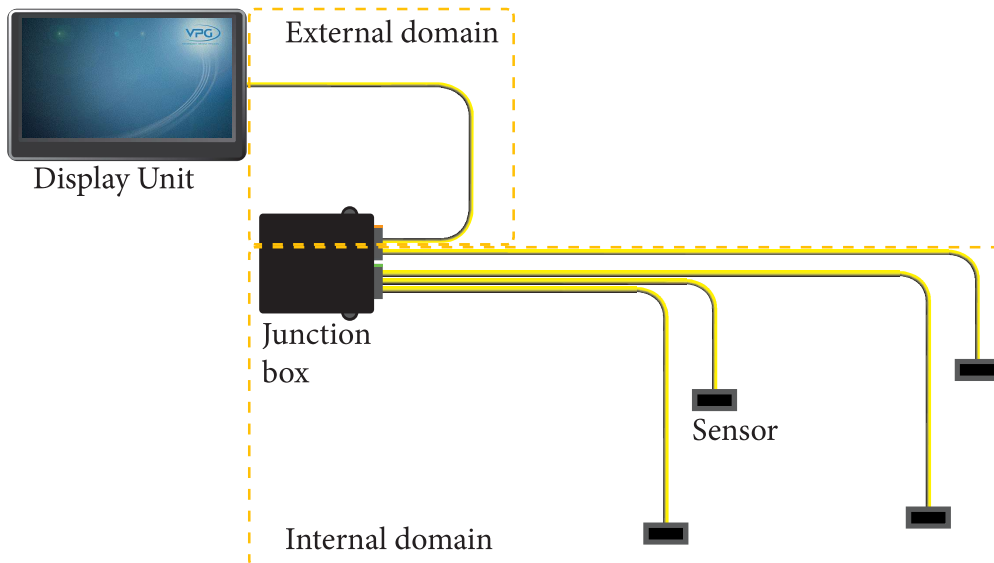 VPG
External domain
Display Unit
Junction
box
Sensor
Internal domain